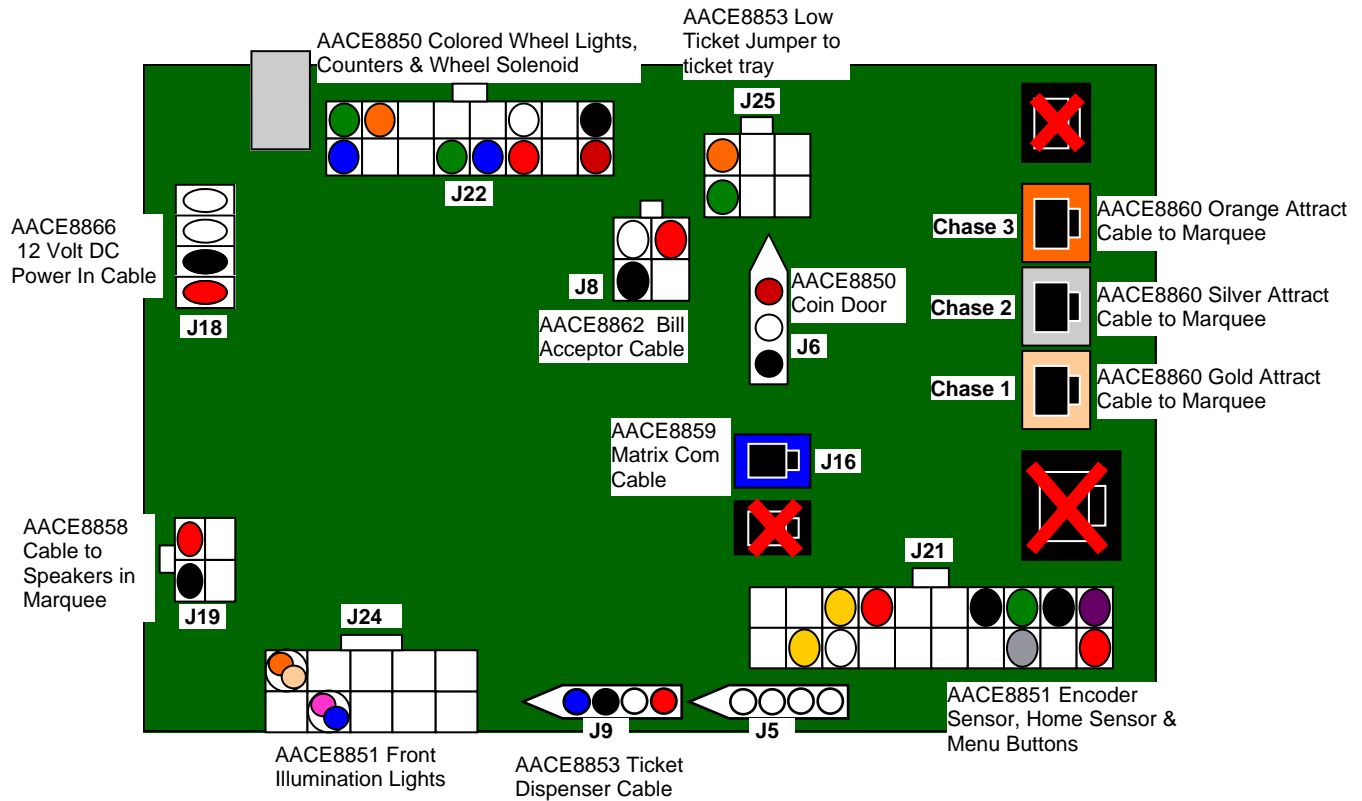 AACE8850 Colored Wheel Lights,
Counters & Wheel Solenoid
AACE8853 Low
Ticket Jumper to
ticket tray
J25
J22
AACE8866
12 Volt DC
Power In Cable
J18
J8
AACE8862 Bill
Acceptor Cable
AACE8850
Coin Door
J6
Chase 3
AACE8860 Orange Attract
Cable to Marquee
Chase 2
AACE8860 Silver Attract
Cable to Marquee
Chase 1
AACE8860 Gold Attract
Cable to Marquee
AACE8859
Matrix Com
Cable
J16
AACE8858
Cable to
Speakers in
Marquee
J19
J24
J21
AACE8851 Front
Illumination Lights
J9
AACE8853 Ticket
Dispenser Cable
J5
AACE8851 Encoder
Sensor, Home Sensor &
Menu Buttons